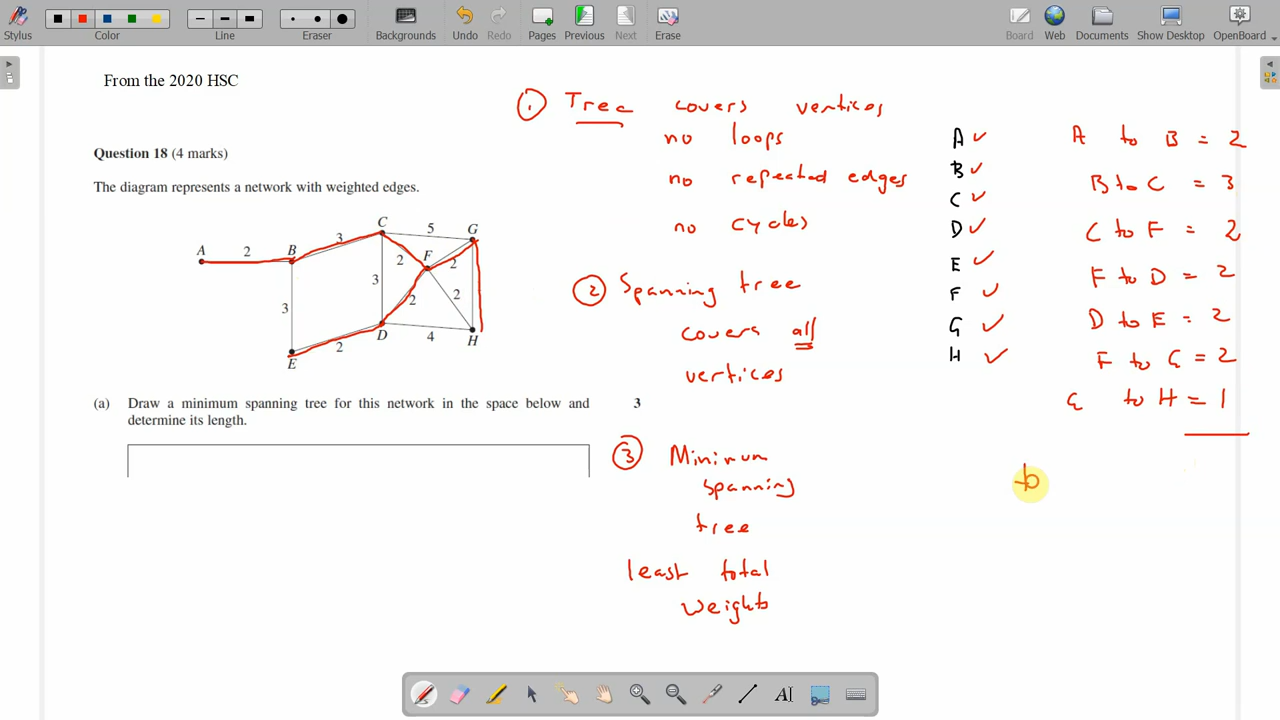 Stylus
Color
Line
Eraser
Backgrounds
Undo
Redo
Pages
Previous
Next
Erase
Board
Web
Documents
Show Desktop
OpenBoard
From the 2020 HSC
Question 18 (4 marks)
The diagram represents a network with weighted edges.
A
2
B
3
C
5
G
F
2
2
3
3
2
2
E
2
D
4
H
(a) Draw a minimum spanning tree for this network in the space below and 3
determine its length.
① Tree covers vertices
no loops
no repeated edges
no cycles
② Spanning tree
covers all
vertices
③ Minimum
spanning
tree
least total
weights
A ✓
B ✓
C ✓
D ✓
E ✓
F ✓
G ✓
H ✓
A to B = 2
B to C = 3
C to F = 2
F to D = 2
D to E = 2
F to G = 2
G to H = 1
AI